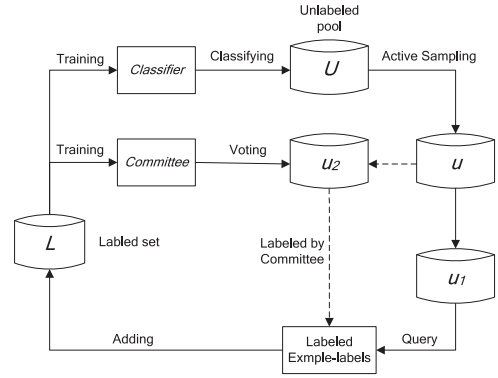 Unlabeled
pool
Training
Classifier
Classifying
U
Active Sampling
Training
Committee
Voting
u2
u
L
Labled set
Labeled by
Committee
u1
Adding
Labeled
Exmple-labels
Query